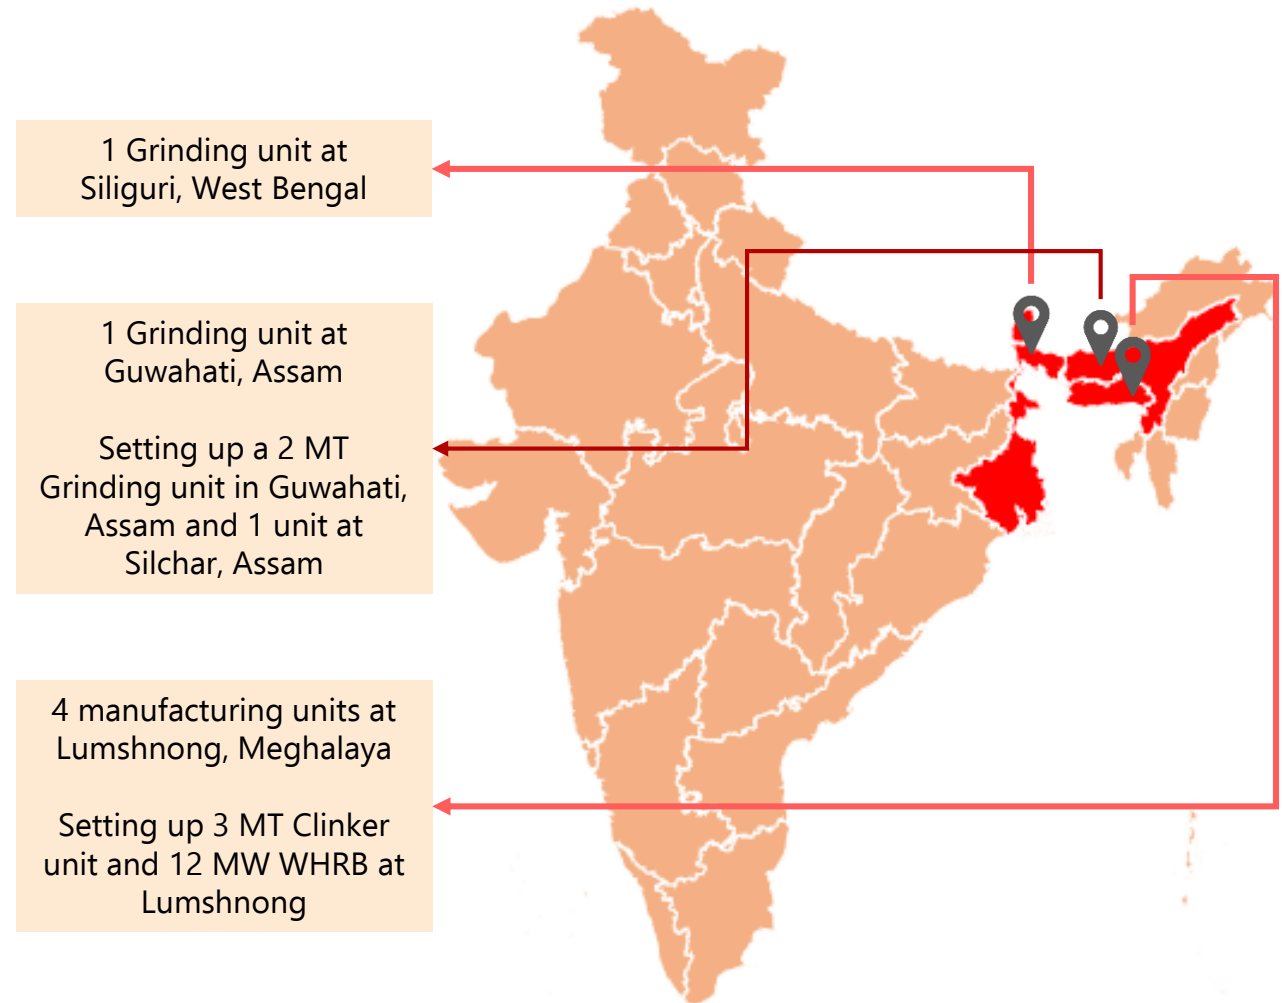 1 Grinding unit at
Siliguri, West Bengal
1 Grinding unit at
Guwahati, Assam
Setting up a 2 MT
Grinding unit in Guwahati,
Assam and 1 unit at
Silchar, Assam
4 manufacturing units at
Lumshnong, Meghalaya
Setting up 3 MT Clinker
unit and 12 MW WHRB at
Lumshnong